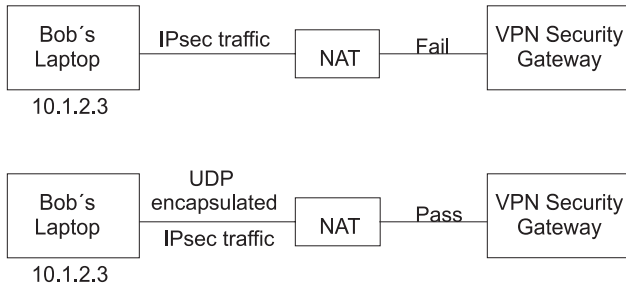 Bob´s
Laptop
IPsec traffic
NAT
Fail
VPN Security
Gateway
10.1.2.3
Bob´s
Laptop
UDP
encapsulated
IPsec traffic
NAT
Pass
VPN Security
Gateway
10.1.2.3